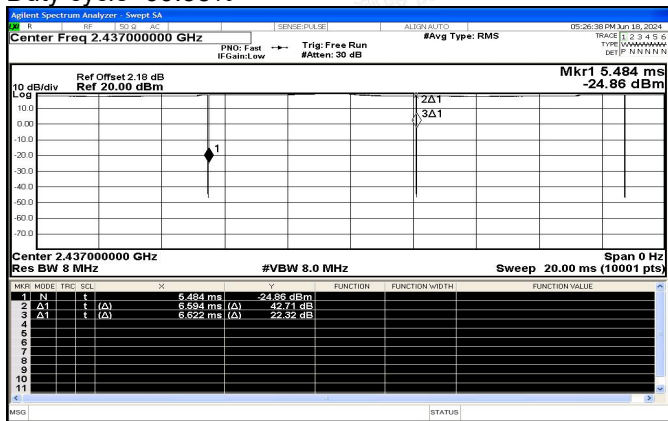 Agilent Spectrum Analyzer - Swept SA
R RF 50 Ω AC SENSE:PULSE ALIGN AUTO 05:26:38 PM Jun 18, 2024
Center Freq 2.437000000 GHz PNO: Fast Trig: Free Run #Avg Type: RMS TRACE 1 2 3 4 5 6
IFGain:Low #Atten: 30 dB TYPE WWWWWW
DET P N N N N N
Ref Offset 2.18 dB Mkr1 5.484 ms
10 dB/div Ref 20.00 dBm -24.86 dBm
Log
10.0
0.00
-10.0
-20.0
-30.0
-40.0
-50.0
-60.0
-70.0
1
2Δ1
3Δ1
Center 2.437000000 GHz Span 0 Hz
Res BW 8 MHz #VBW 8.0 MHz Sweep 20.00 ms (10001 pts)
MKR MODE TRC SCL X Y FUNCTION FUNCTION WIDTH FUNCTION VALUE
1 N t 5.484 ms -24.86 dBm
2 Δ1 t (Δ) 6.594 ms (Δ) 42.71 dB
3 Δ1 t (Δ) 6.622 ms (Δ) 22.32 dB
4
5
6
7
8
9
10
11
MSG STATUS